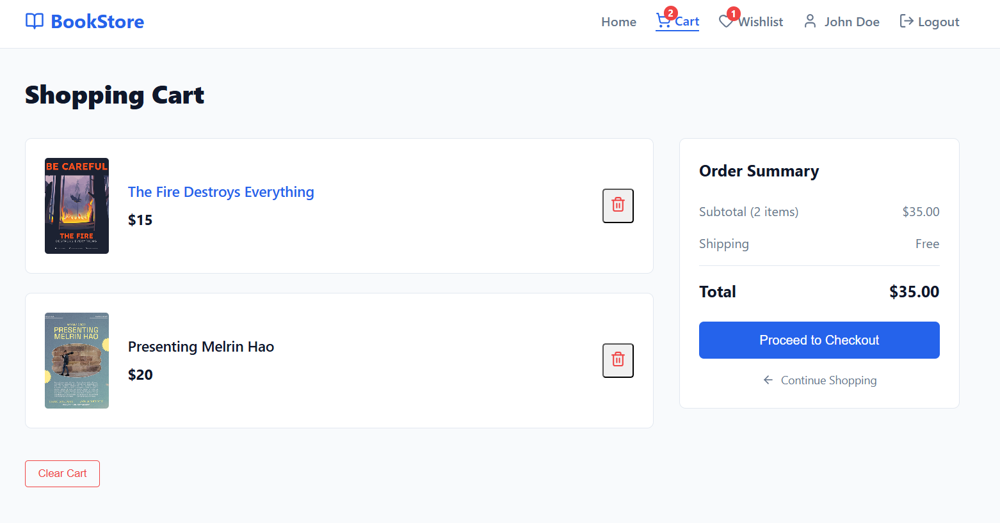 BookStore
Home
2
Cart
1
Wishlist
John Doe
Logout
Shopping Cart
BE CAREFUL
THE FIRE
DESTROYS EVERYTHING
The Fire Destroys Everything
$15
PRESENTING
MELRIN HAO
Presenting Melrin Hao
$20
Clear Cart
Order Summary
Subtotal (2 items) $35.00
Shipping Free
Total $35.00
Proceed to Checkout
Continue Shopping